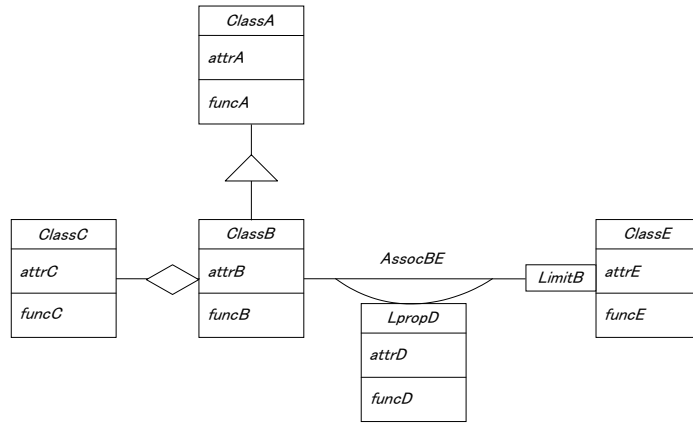 ClassA
attrA
funcA
ClassC
attrC
funcC
ClassB
attrB
funcB
AssocBE
LimitB
ClassE
attrE
funcE
LpropD
attrD
funcD